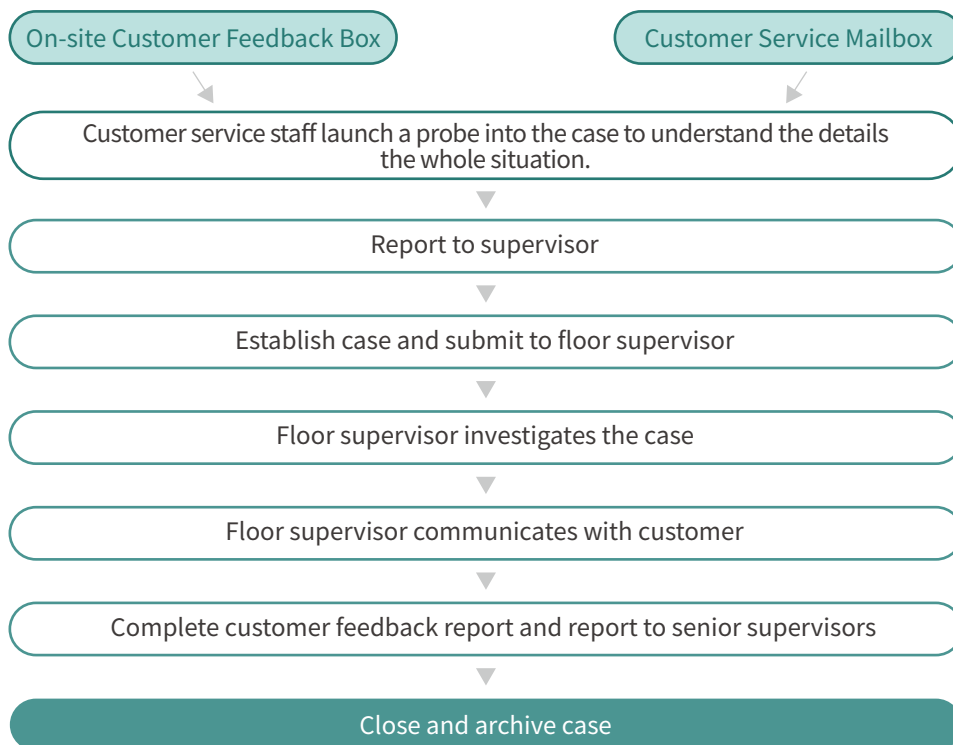 On-site Customer Feedback Box
Customer Service Mailbox
Customer service staff launch a probe into the case to understand the details
the whole situation.
Report to supervisor
Establish case and submit to floor supervisor
Floor supervisor investigates the case
Floor supervisor communicates with customer
Complete customer feedback report and report to senior supervisors
Close and archive case